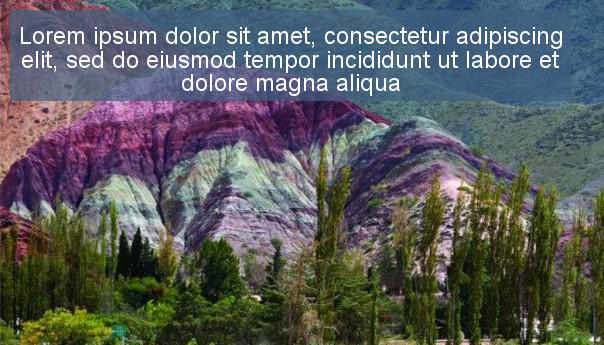 Lorem ipsum dolor sit amet, consectetur adipiscing
elit, sed do eiusmod tempor incididunt ut labore et
dolore magna aliqua